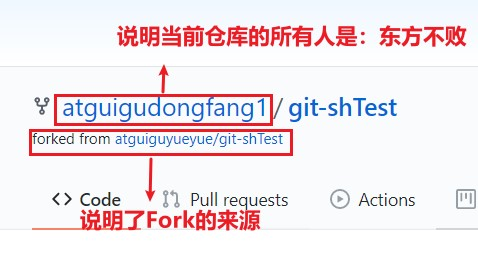 说明当前仓库的所有人是：东方不败
atguigudongfang1/git-shTest
forked from atguiguyueyue/git-shTest
Code Pull requests Actions
说明了Fork的来源